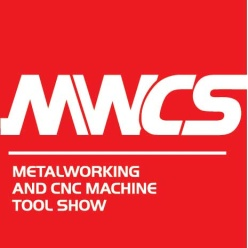 MWCS
METALWORKING
AND CNC MACHINE
TOOL SHOW